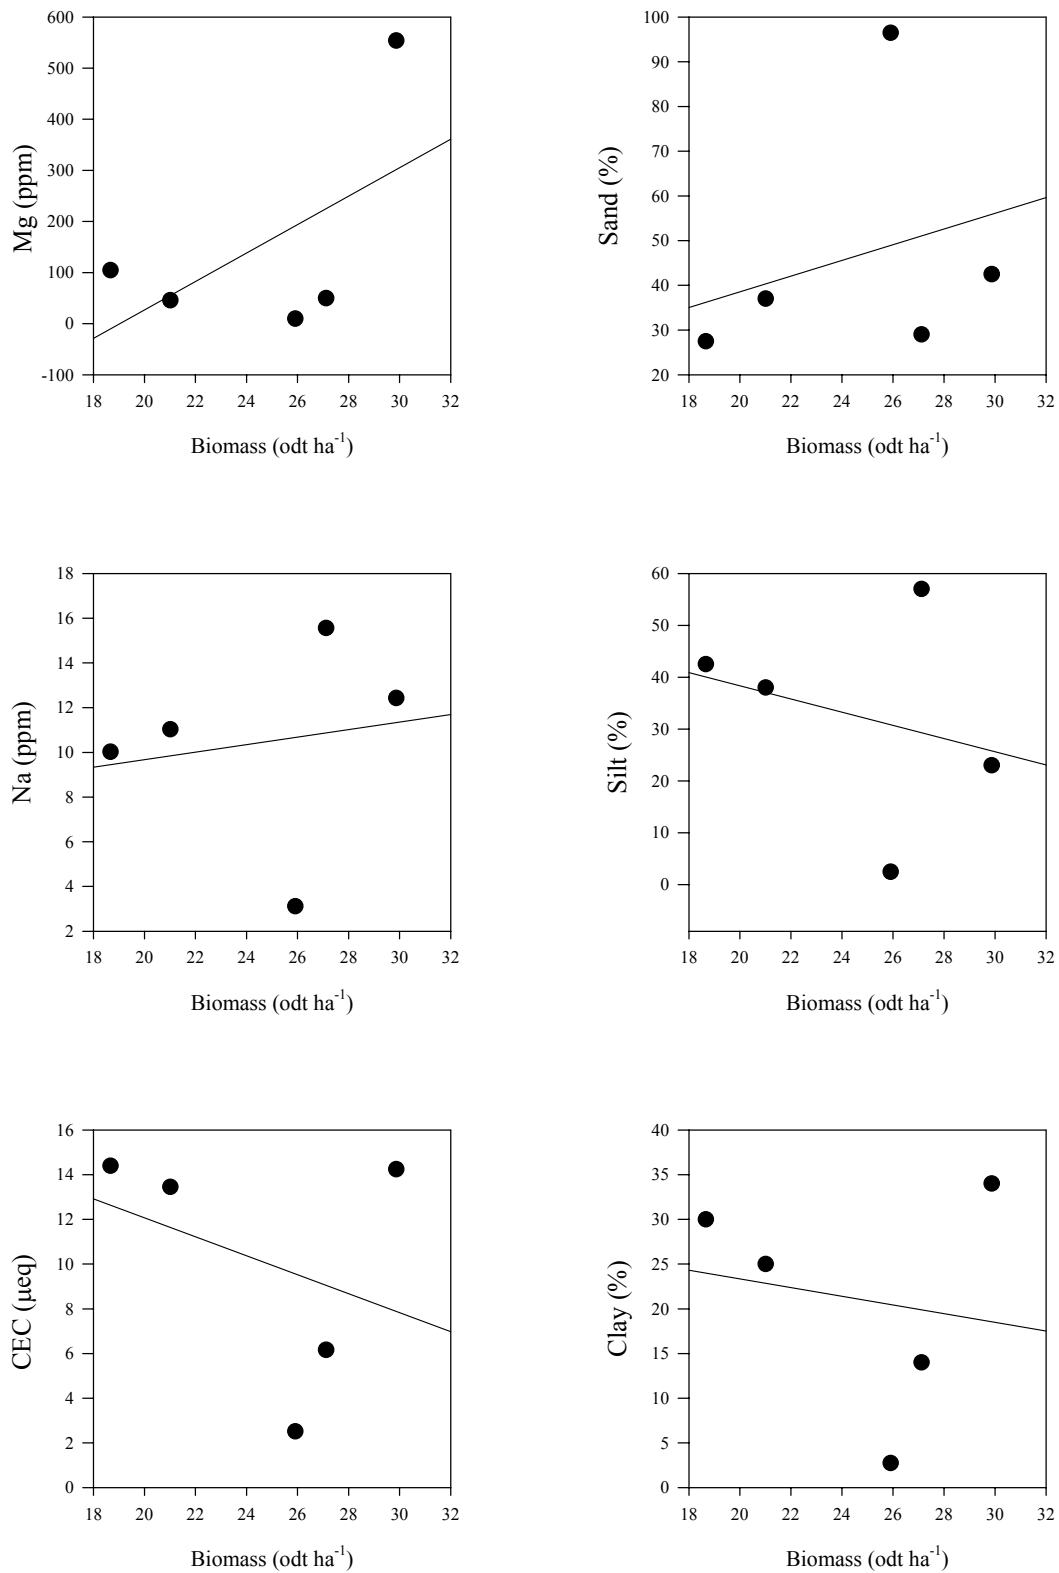 600
500
400
300
200
100
0
-100
Mg (ppm)
18 20 22 24 26 28 30 32
Biomass (odt ha⁻¹)
100
90
80
70
60
50
40
30
20
Sand (%)
18 20 22 24 26 28 30 32
Biomass (odt ha⁻¹)
18
16
14
12
10
8
6
4
2
Na (ppm)
18 20 22 24 26 28 30 32
Biomass (odt ha⁻¹)
60
50
40
30
20
10
0
Silt (%)
18 20 22 24 26 28 30 32
Biomass (odt ha⁻¹)
16
14
12
10
8
6
4
2
0
CEC (μeq)
18 20 22 24 26 28 30 32
Biomass (odt ha⁻¹)
40
35
30
25
20
15
10
5
0
Clay (%)
18 20 22 24 26 28 30 32
Biomass (odt ha⁻¹)